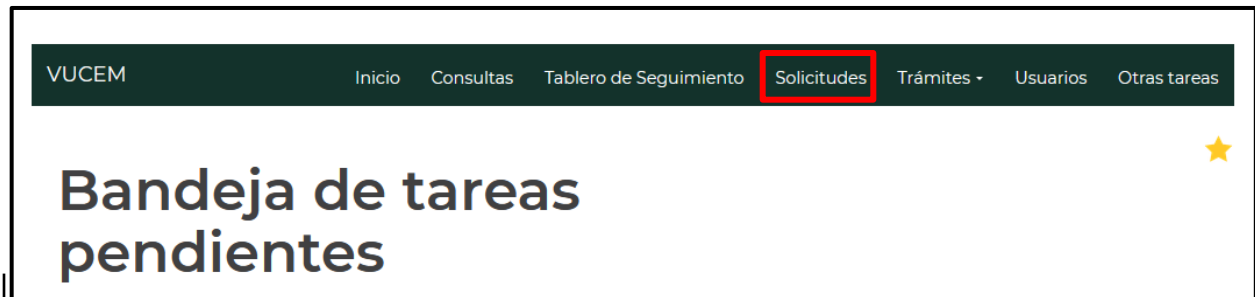 VUCEM Inicio Consultas Tablero de Seguimiento Solicitudes Trámites Usuarios Otras tareas
Bandeja de tareas
pendientes